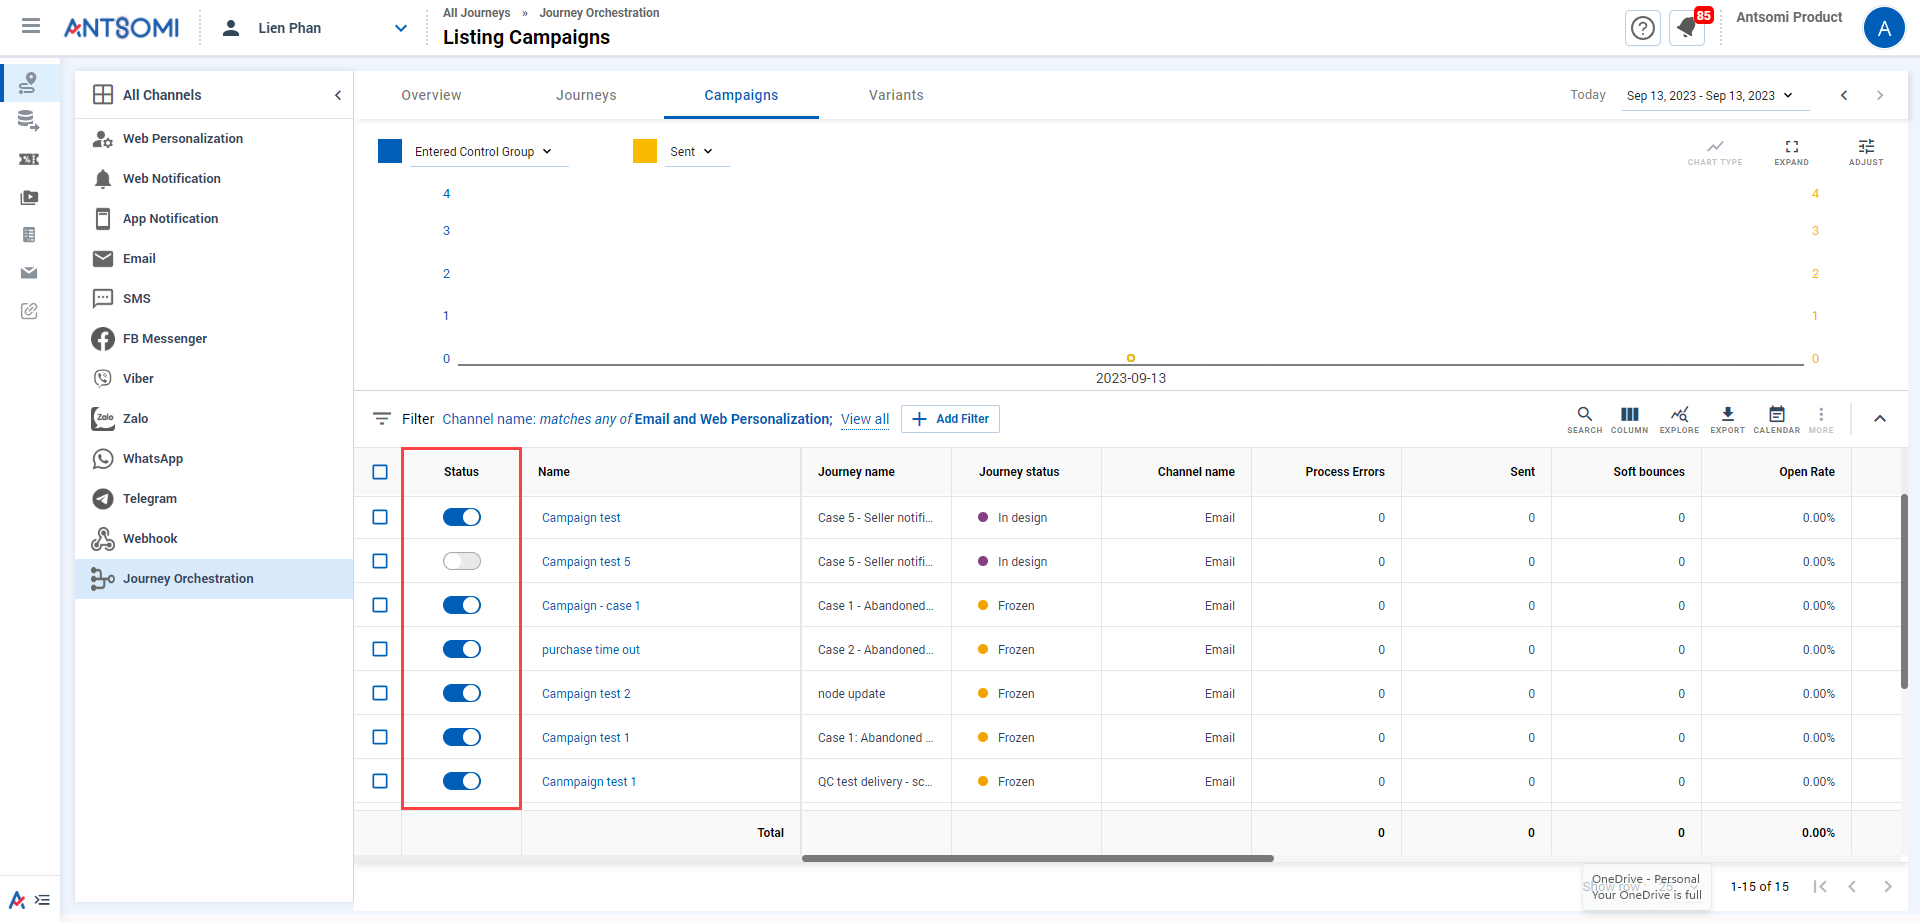 ANTSOMI
Lien Phan
All Journeys » Journey Orchestration
Listing Campaigns
85
Antsomi Product
A
All Channels
Web Personalization
Web Notification
App Notification
Email
SMS
FB Messenger
Viber
Zalo
Zalo
WhatsApp
Telegram
Webhook
Journey Orchestration
Overview
Journeys
Campaigns
Variants
Today
Sep 13, 2023 - Sep 13, 2023
Entered Control Group
Sent
CHART TYPE
EXPAND
ADJUST
4 4
3 3
2 2
1 1
0 0
2023-09-13
Filter Channel name: matches any of Email and Web Personalization; View all Add Filter
SEARCH COLUMN EXPLORE EXPORT CALENDAR MORE
Status Name Journey name Journey status Channel name Process Errors Sent Soft bounces Open Rate
Campaign test Case 5 - Seller notifi... In design Email 0 0 0 0.00%
Campaign test 5 Case 5 - Seller notifi... In design Email 0 0 0 0.00%
Campaign - case 1 Case 1 - Abandoned... Frozen Email 0 0 0 0.00%
purchase time out Case 2 - Abandoned... Frozen Email 0 0 0 0.00%
Campaign test 2 node update Frozen Email 0 0 0 0.00%
Campaign test 1 Case 1: Abandoned ... Frozen Email 0 0 0 0.00%
Canmpaign test 1 QC test delivery - sc... Frozen Email 0 0 0 0.00%
Total 0 0 0 0.00%
Show row: 25
OneDrive - Personal
Your OneDrive is full
1-15 of 15